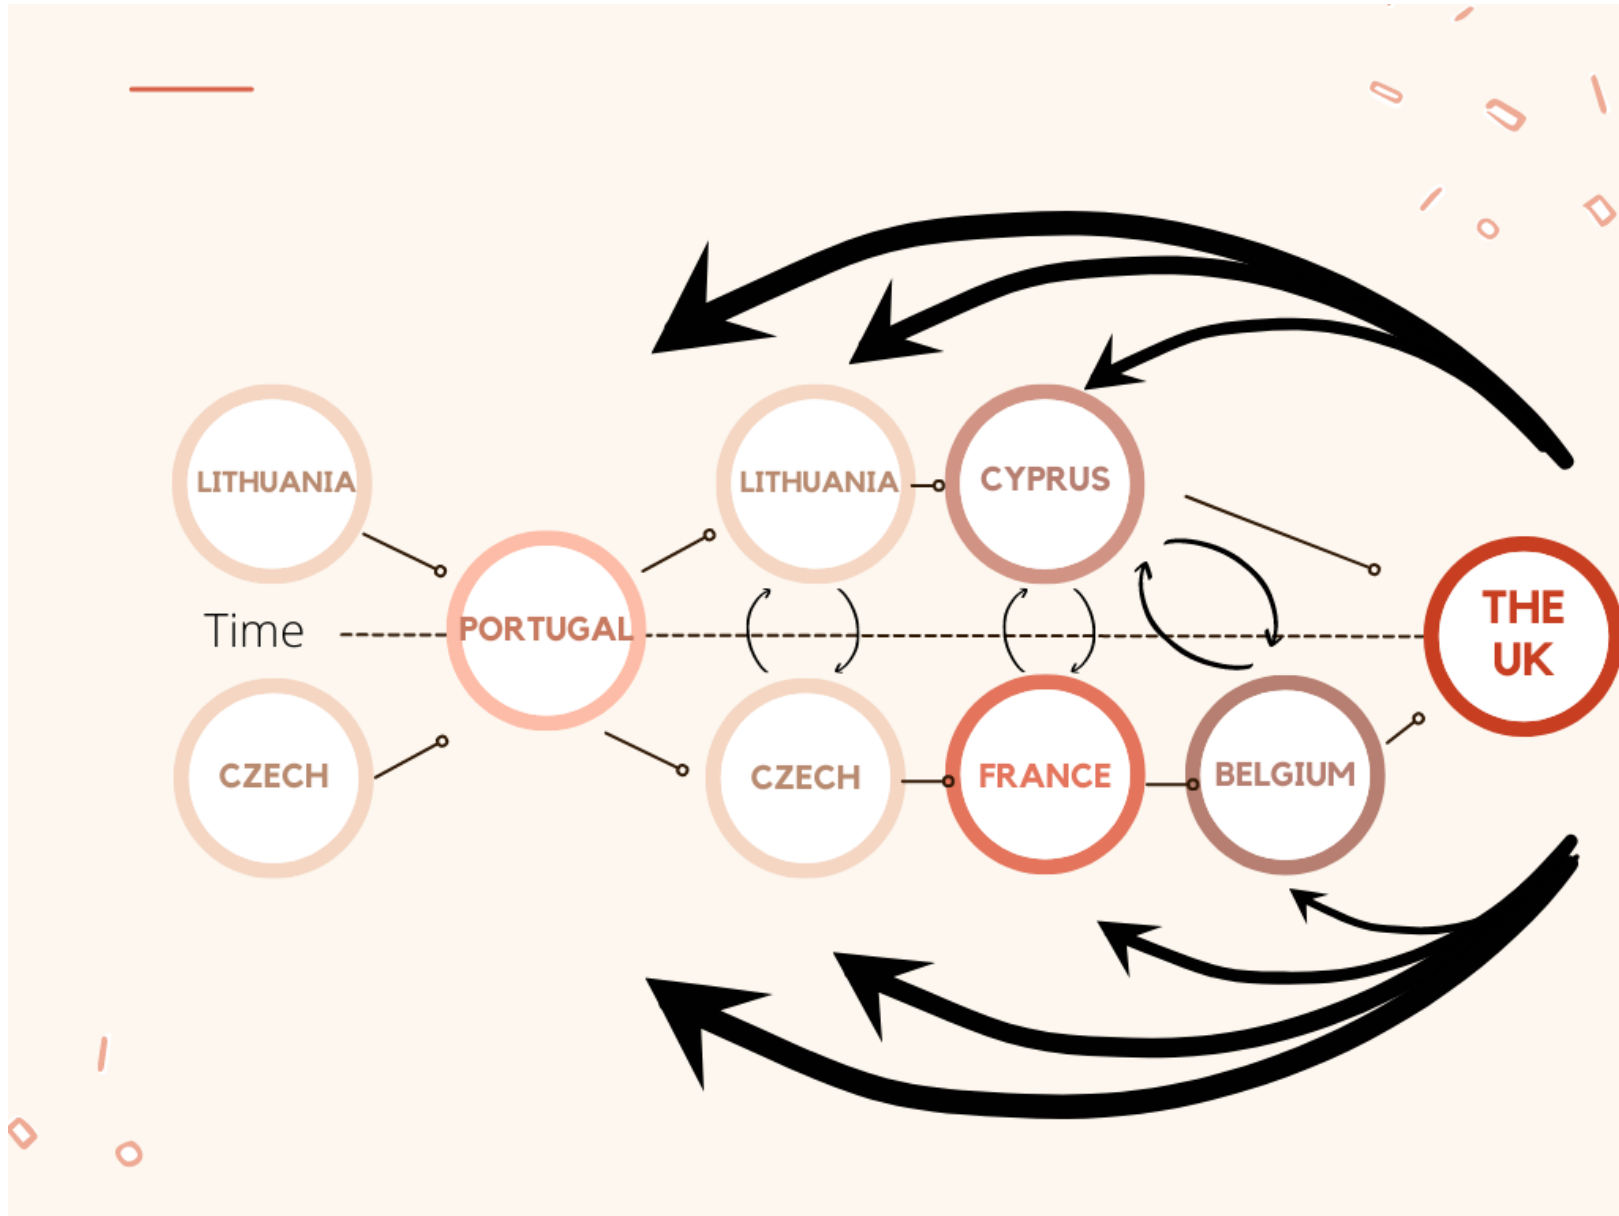 LITHUANIA
LITHUANIA
CYPRUS
Time
PORTUGAL
THE
UK
CZECH
CZECH
FRANCE
BELGIUM